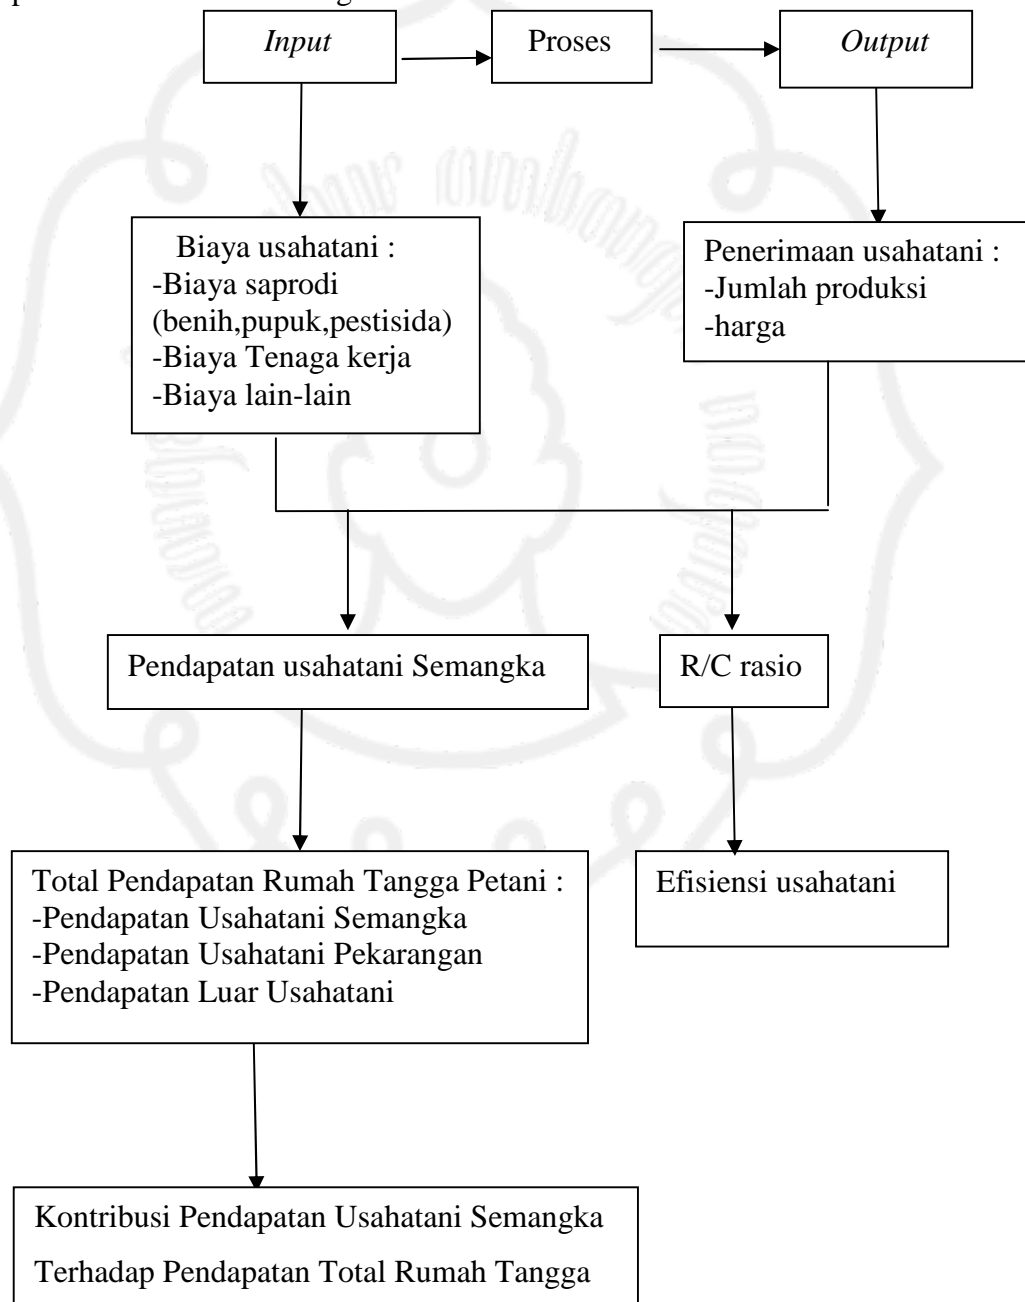 Input
Proses
Output
Biaya usahatani :
-Biaya saprodi
(benih,pupuk,pestisida)
-Biaya Tenaga kerja
-Biaya lain-lain
Penerimaan usahatani :
-Jumlah produksi
-harga
Pendapatan usahatani Semangka
R/C rasio
Total Pendapatan Rumah Tangga Petani :
-Pendapatan Usahatani Semangka
-Pendapatan Usahatani Pekarangan
-Pendapatan Luar Usahatani
Efisiensi usahatani
Kontribusi Pendapatan Usahatani Semangka
Terhadap Pendapatan Total Rumah Tangga